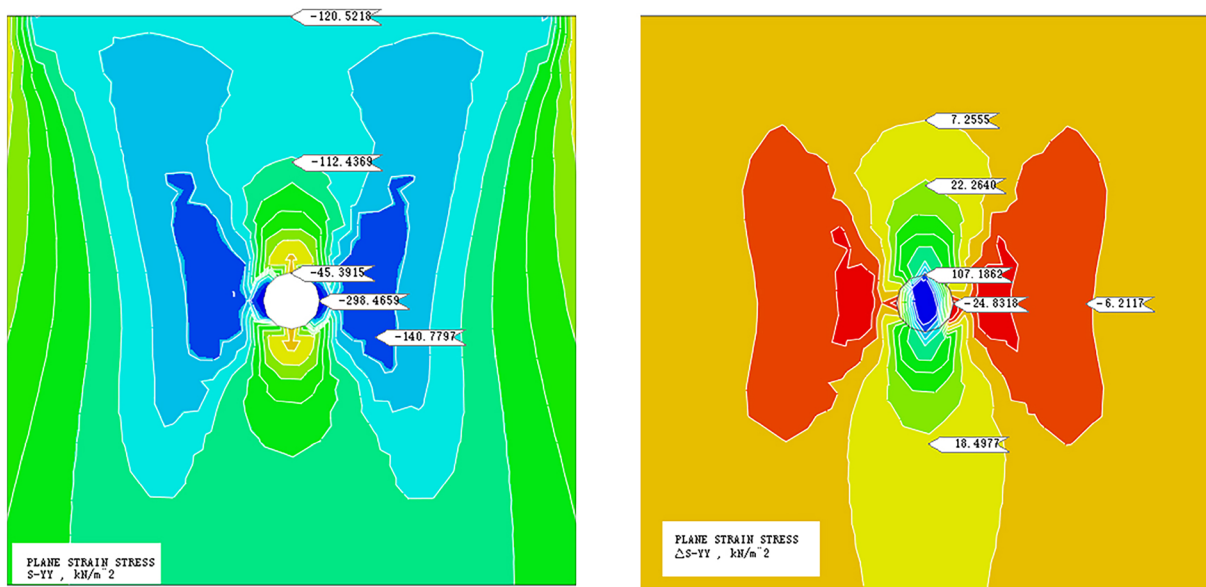 -120.5218
-112.4369
-45.3915
-298.4659
-140.7797
PLANE STRAIN STRESS
S-YY , kN/m¨2
7.2555
22.2640
107.1862
-24.8318
-6.2117
18.4977
PLANE STRAIN STRESS
△S-YY , kN/m¨2